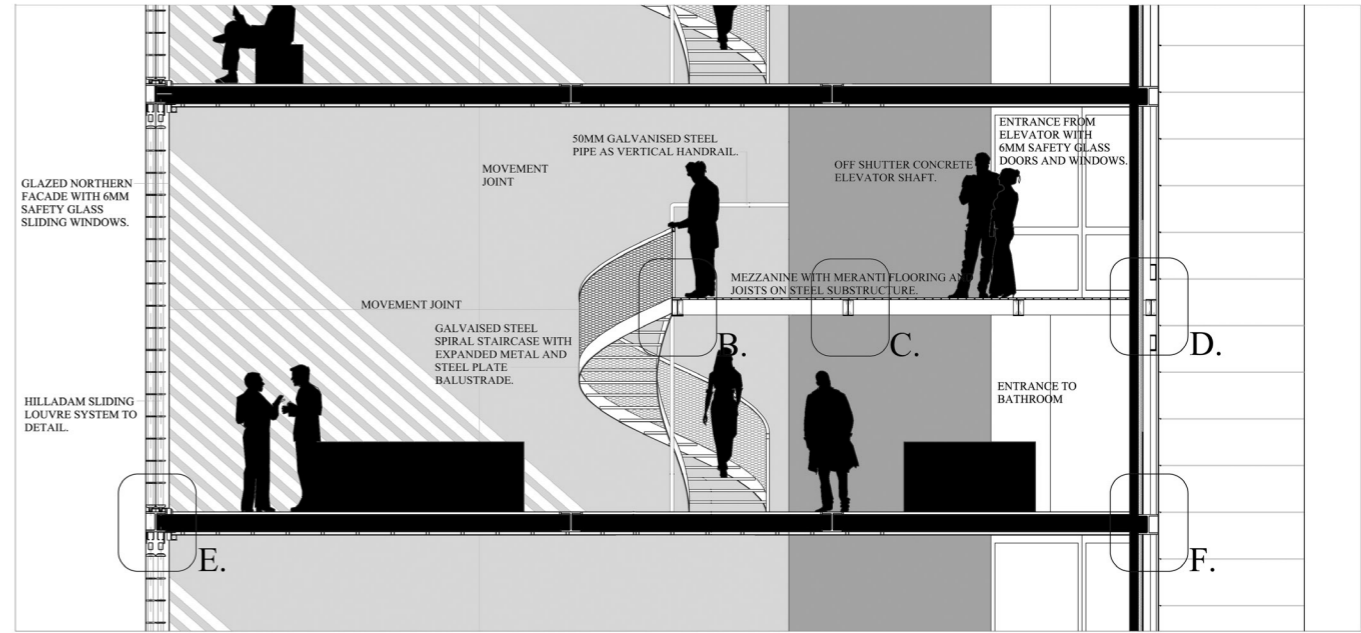 50MM GALVANISED STEEL
PIPE AS VERTICAL HANDRAIL.
ENTRANCE FROM
ELEVATOR WITH
6MM SAFETY GLASS
DOORS AND WINDOWS.
MOVEMENT
JOINT
OFF SHUTTER CONCRETE
ELEVATOR SHAFT.
GLAZED NORTHERN
FACADE WITH 6MM
SAFETY GLASS
SLIDING WINDOWS.
MEZZANINE WITH MERANTI FLOORING AND
JOISTS ON STEEL SUBSTRUCTURE.
MOVEMENT JOINT
GALVAISED STEEL
SPIRAL STAIRCASE WITH
EXPANDED METAL AND
STEEL PLATE
BALUSTRADE.
B.
C.
D.
ENTRANCE TO
BATHROOM
HILLADAM SLIDING
LOUVRE SYSTEM TO
DETAIL.
E.
F.